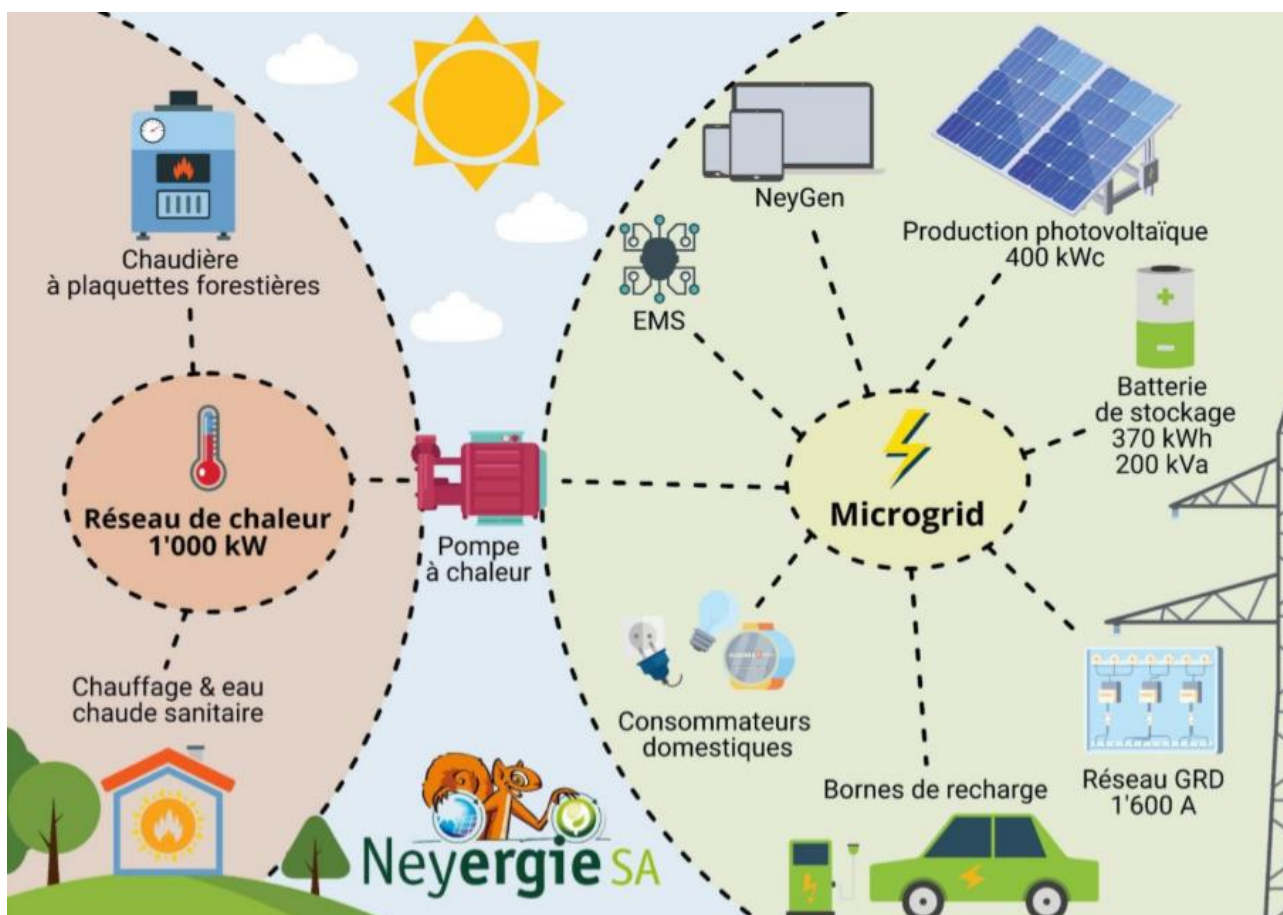 Chaudière
à plaquettes forestières
Réseau de chaleur
1'000 kW
Chauffage & eau
chaude sanitaire
Pompe
à chaleur
NeyGen
EMS
Production photovoltaïque
400 kWc
Batterie
de stockage
370 kWh
200 kVa
Microgrid
Consommateurs
domestiques
Bornes de recharge
Réseau GRD
1'600 A
Neyergie SA